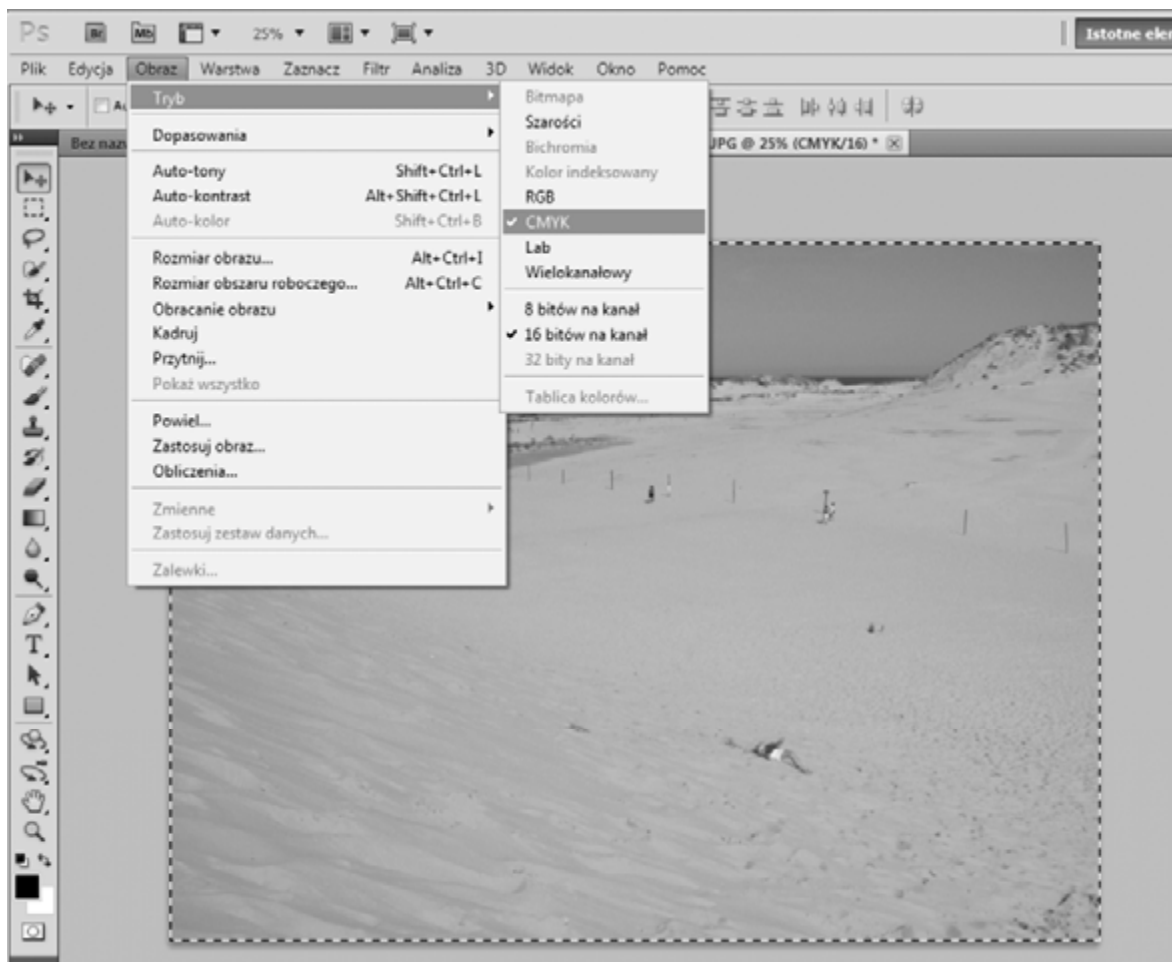 Ps Br Mb 25% Istotne eler
Plik Edycja Obraz Warstwa Zaznacz Filtr Analiza 3D Widok Okno Pomoc
Bez nazw JPG @ 25% (CMYK/16) *
Tryb
Dopasowania
Auto-tony Shift+Ctrl+L
Auto-kontrast Alt+Shift+Ctrl+L
Auto-kolor Shift+Ctrl+B
Rozmiar obrazu... Alt+Ctrl+I
Rozmiar obszaru roboczego... Alt+Ctrl+C
Obracanie obrazu
Kadruj
Przytnij...
Pokaż wszystko
Powiel...
Zastosuj obraz...
Obliczenia...
Zmienne
Zastosuj zestaw danych...
Zalewki...
Bitmapa
Szarości
Bichromia
Kolor indeksowany
RGB
CMYK
Lab
Wielokanałowy
8 bitów na kanał
16 bitów na kanał
32 bity na kanał
Tablica kolorów...
T